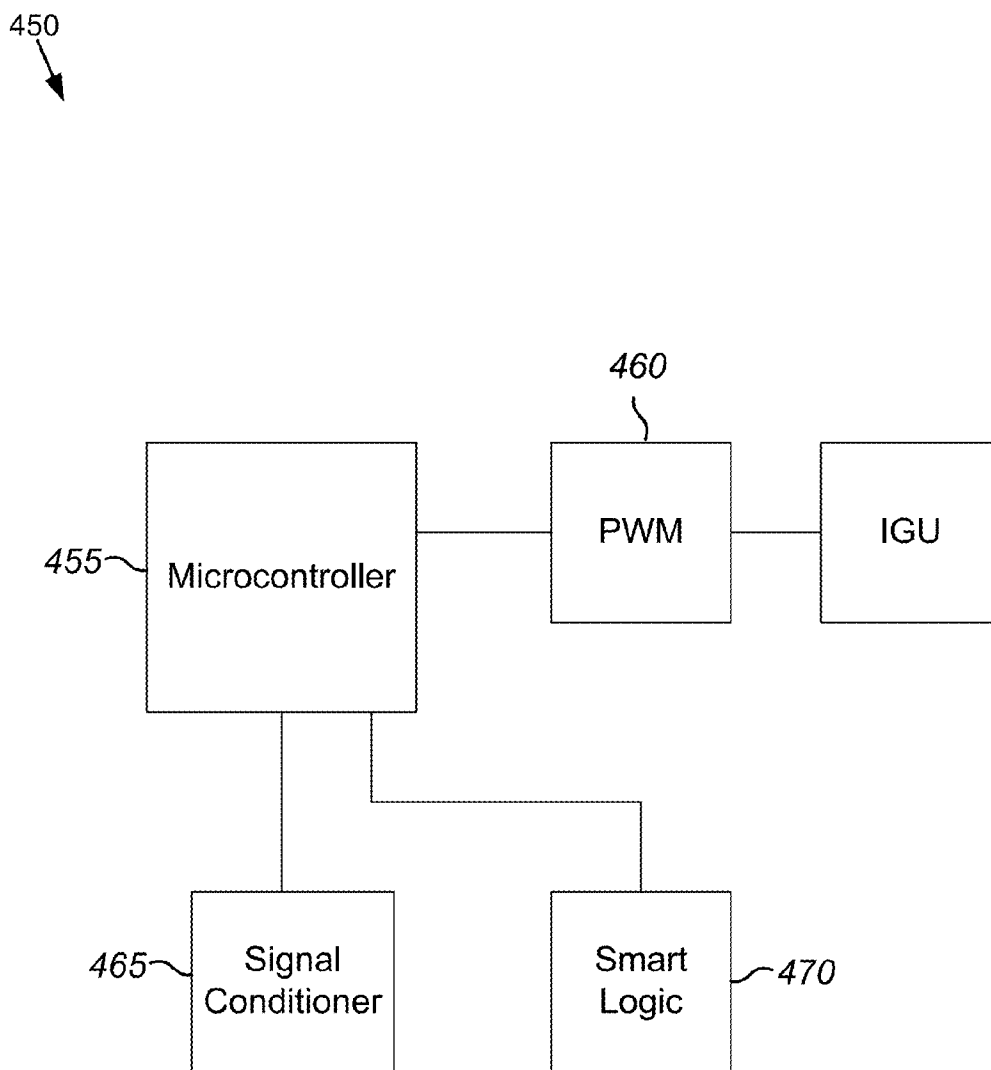 450
460
PWM
IGU
455
Microcontroller
465
Signal
Conditioner
Smart
Logic
470